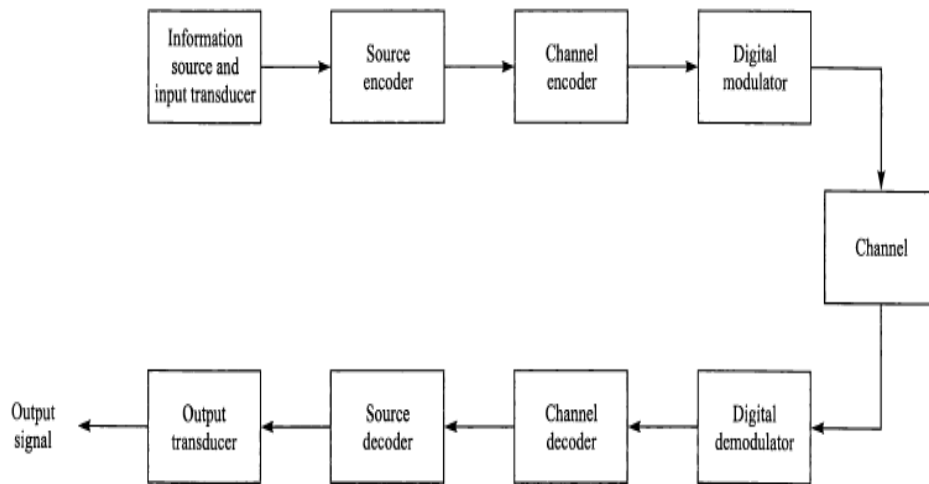 Information
source and
input transducer
Source
encoder
Channel
encoder
Digital
modulator
Channel
Output
signal
Output
transducer
Source
decoder
Channel
decoder
Digital
demodulator